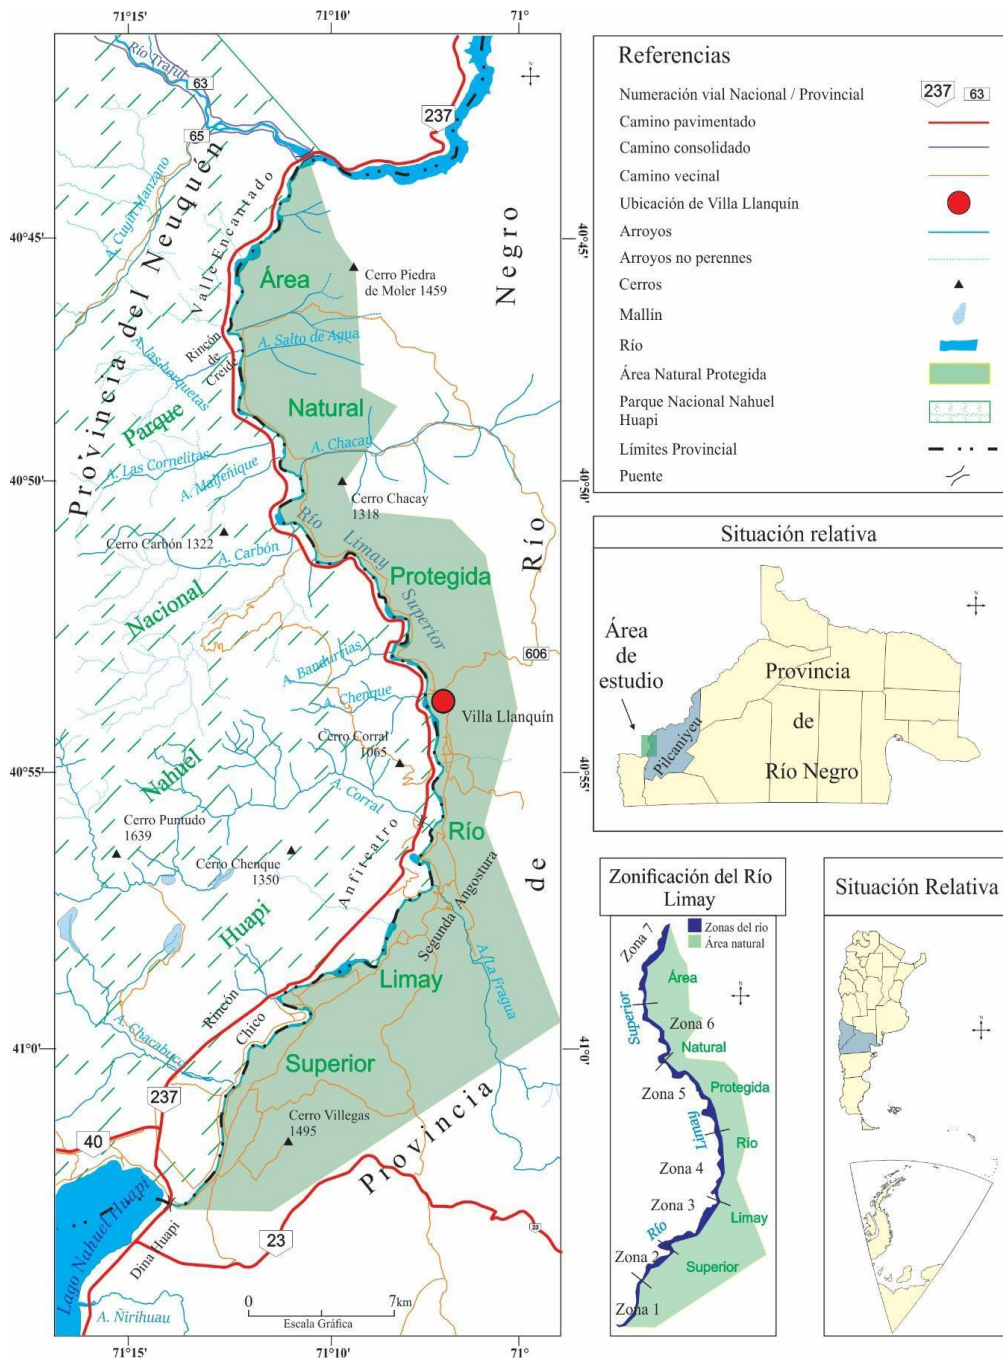 71°15'
71°10'
71°
Río Traful
63
65
237
A. Cuyín Manzano
Provincia del Neuquén
Valle Encantado
Negro
40°45'
40°45'
Área
Cerro Piedra
de Moler 1459
Rincón
de
Creide
A. Salto de Agua
A. las horquetas
Parque
Natural
A. Chacau
A. Las Cornelitas
A. Malleñique
40°50'
40°50'
Cerro Chacay
1318
Río
Limay
Superior
Río
Cerro Carbón 1322
A. Carbón
Protegida
Nacional
606
A. Bandurrias
A. Chenque
Villa Llanquín
Cerro Corral
1065
40°55'
40°55'
Nahuel
A. Corral
Cerro Puntudo
1639
Anfiteatro
Río
Cerro Chenque
1350
de
Huapi
Segunda Angostura
A. La Fragua
Limay
Rincón
Chico
A. Chacabuco
41°0'
41°0'
Superior
237
Cerro Villegas
1495
Provincia
40
Lago Nahuel Huapi
Dina Huapi
23
23
A. Ñirihuau
0
7km
Escala Gráfica
71°15'
71°10'
71°
Referencias
Numeración vial Nacional / Provincial
237
63
Camino pavimentado
Camino consolidado
Camino vecinal
Ubicación de Villa Llanquín
Arroyos
Arroyos no perennes
Cerros
Mallín
Río
Área Natural Protegida
Parque Nacional Nahuel
Huapi
Límites Provincial
Puente
Situación relativa
Área
de
estudio
Pilcaniyeu
Provincia
de
Río Negro
Zonificación del Río
Limay
Zonas del río
Área natural
Zona 7
Área
Superior
Zona 6
Natural
Zona 5
Protegida
Limay
Río
Zona 4
Zona 3
Limay
Río
Zona 2
Superior
Zona 1
Situación Relativa